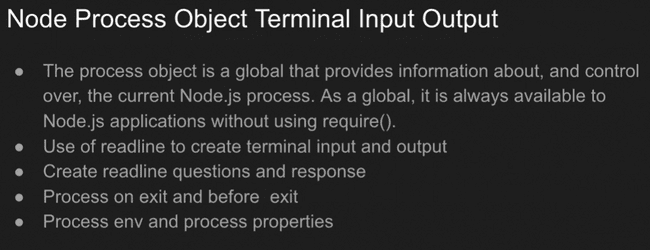 Node Process Object Terminal Input Output
● The process object is a global that provides information about, and control
over, the current Node.js process. As a global, it is always available to
Node.js applications without using require().
● Use of readline to create terminal input and output
● Create readline questions and response
● Process on exit and before  exit
● Process env and process properties